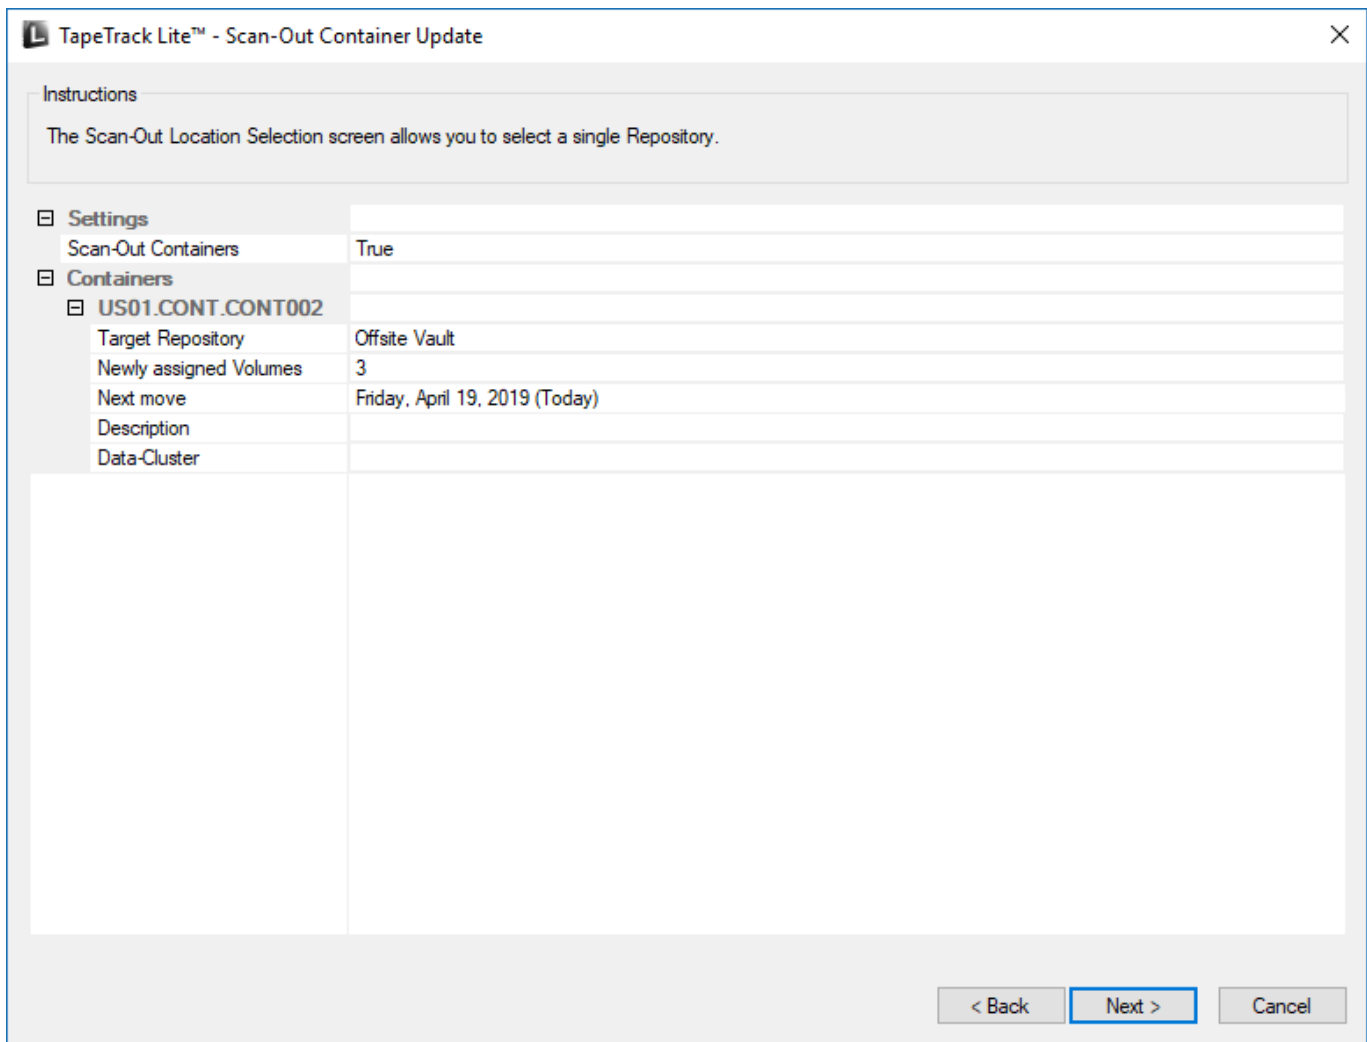 TapeTrack Lite™ - Scan-Out Container Update
Instructions
The Scan-Out Location Selection screen allows you to select a single Repository.
Settings
Scan-Out Containers True
Containers
US01.CONT.CONT002
Target Repository Offsite Vault
Newly assigned Volumes 3
Next move Friday, April 19, 2019 (Today)
Description
Data-Cluster
< Back Next > Cancel